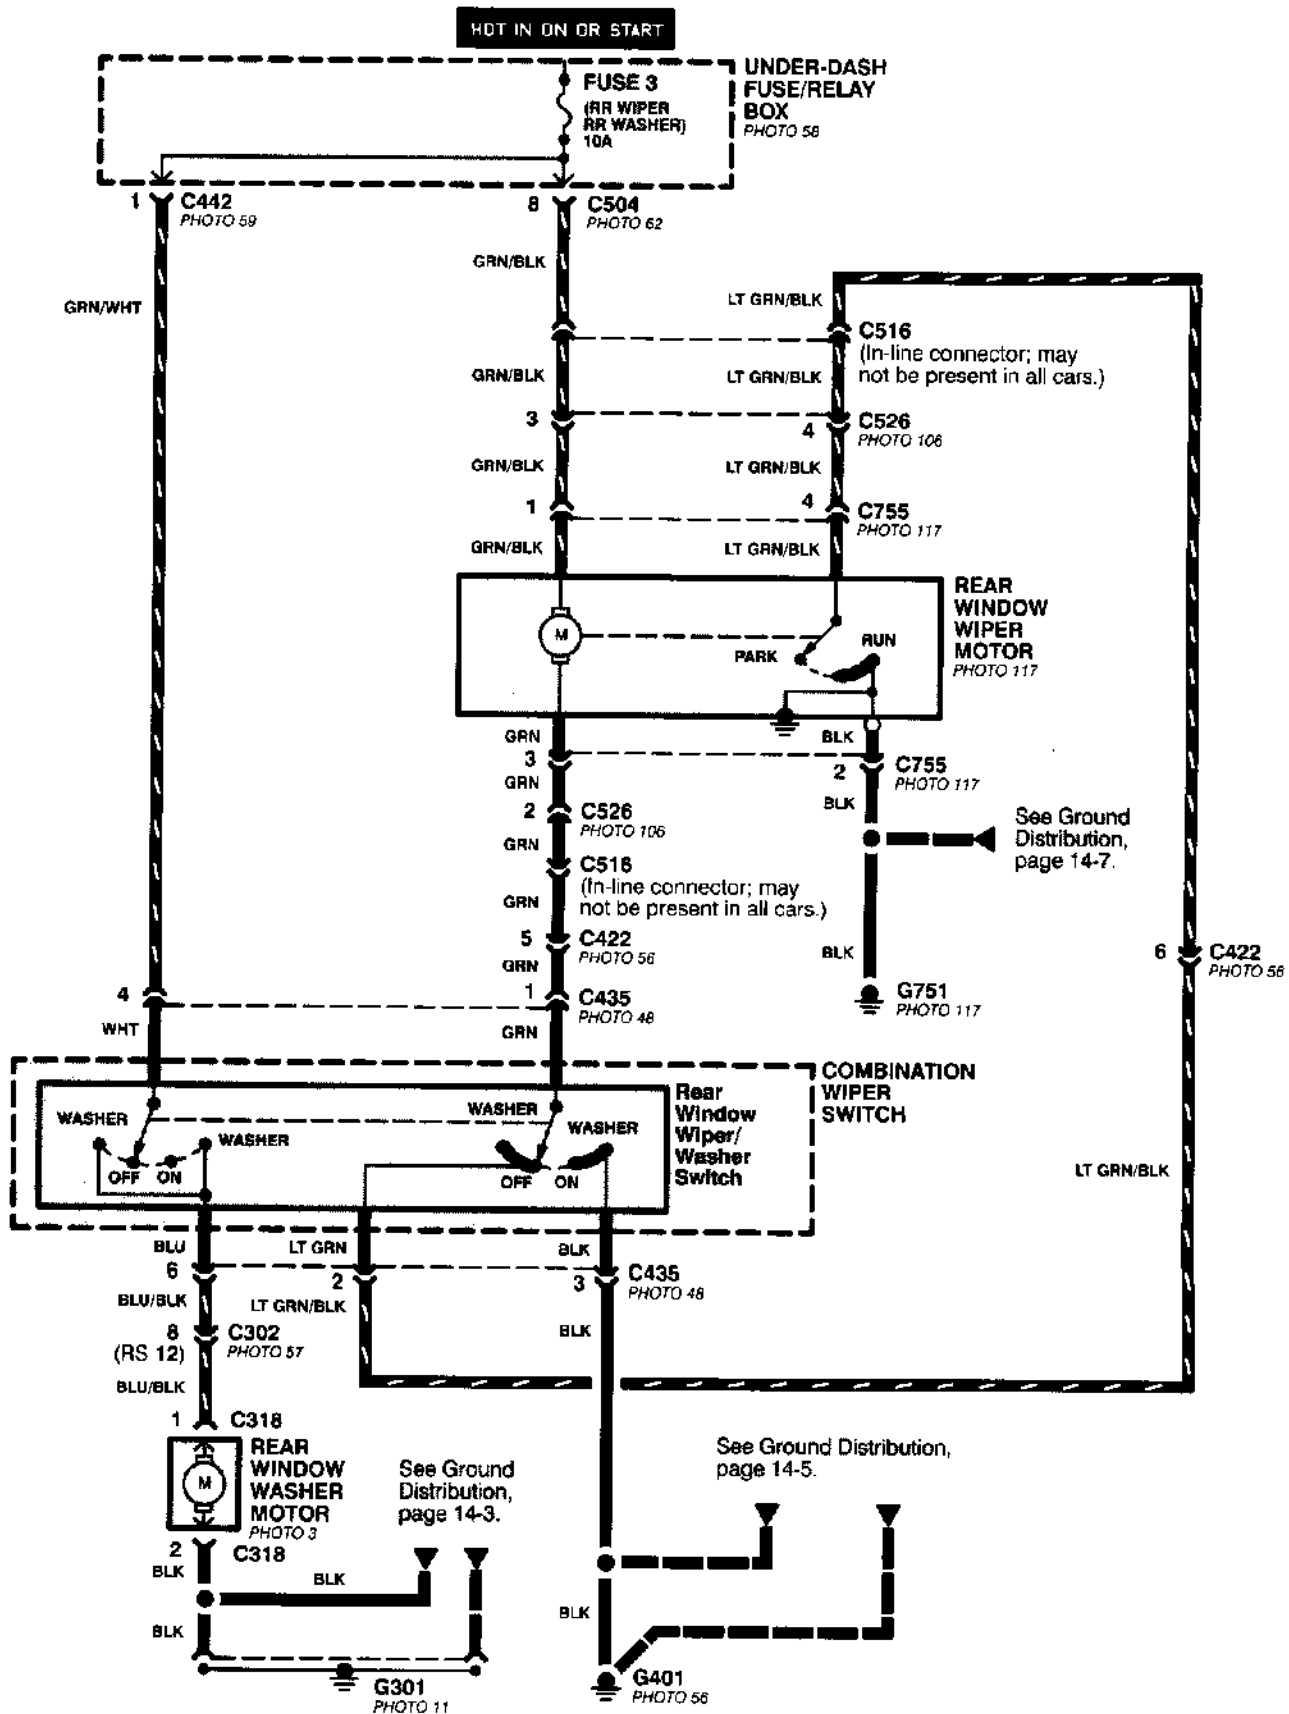 HOT IN ON OR START
UNDER-DASH
FUSE/RELAY
BOX
PHOTO 58
FUSE 3
(RR WIPER
RR WASHER)
10A
1
C442
PHOTO 59
8
C504
PHOTO 62
GRN/BLK
GRN/WHT
LT GRN/BLK
C516
(In-line connector; may
not be present in all cars.)
GRN/BLK
LT GRN/BLK
3
4
C526
PHOTO 106
GRN/BLK
LT GRN/BLK
1
4
C755
PHOTO 117
GRN/BLK
LT GRN/BLK
REAR
WINDOW
WIPER
MOTOR
PHOTO 117
M
PARK
RUN
GRN
BLK
3
2
C755
PHOTO 117
GRN
BLK
2
C526
PHOTO 106
GRN
See Ground
Distribution,
page 14-7.
C516
(In-line connector; may
not be present in all cars.)
GRN
5
C422
PHOTO 56
BLK
6
C422
PHOTO 56
GRN
4
1
C435
PHOTO 48
G751
PHOTO 117
WHT
GRN
COMBINATION
WIPER
SWITCH
Rear
Window
Wiper/
Washer
Switch
WASHER
WASHER
WASHER
WASHER
OFF
ON
OFF
ON
LT GRN/BLK
BLU
LT GRN
BLK
6
2
3
C435
PHOTO 48
BLU/BLK
LT GRN/BLK
BLK
8
(RS 12)
C302
PHOTO 57
BLU/BLK
1
C318
REAR
WINDOW
WASHER
MOTOR
PHOTO 3
M
See Ground
Distribution,
page 14-3.
See Ground Distribution,
page 14-5.
2
C318
BLK
BLK
BLK
BLK
G301
PHOTO 11
G401
PHOTO 56